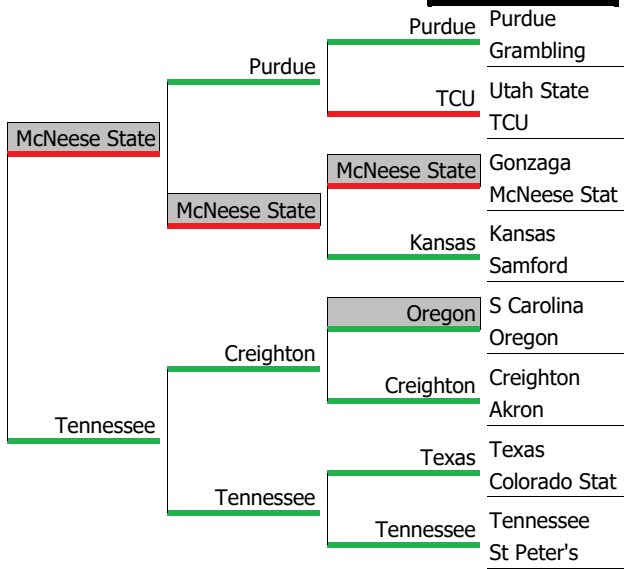 Purdue
Purdue
Grambling
Purdue
TCU
Utah State
TCU
McNeese State
McNeese State
Gonzaga
McNeese Stat
McNeese State
Kansas
Kansas
Samford
Oregon
S Carolina
Oregon
Creighton
Creighton
Creighton
Akron
Tennessee
Texas
Texas
Colorado Stat
Tennessee
Tennessee
Tennessee
St Peter's